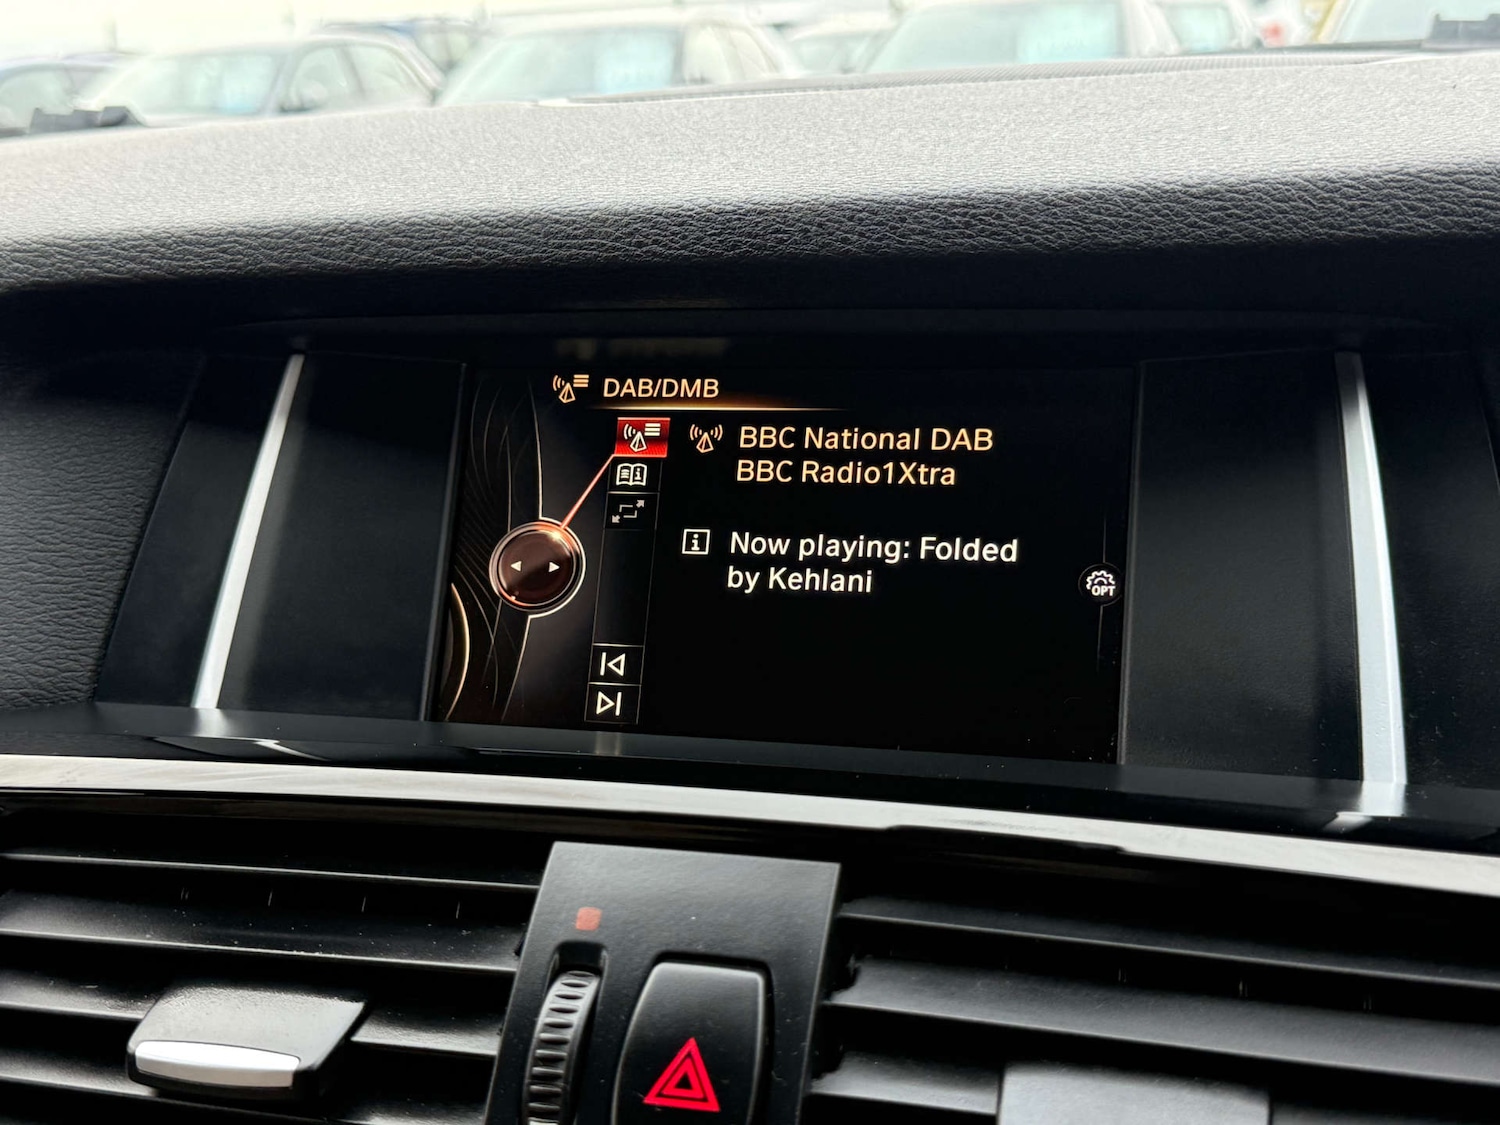 DAB/DMB
BBC National DAB
BBC Radio1Xtra
Now playing: Folded
by Kehlani
OPT